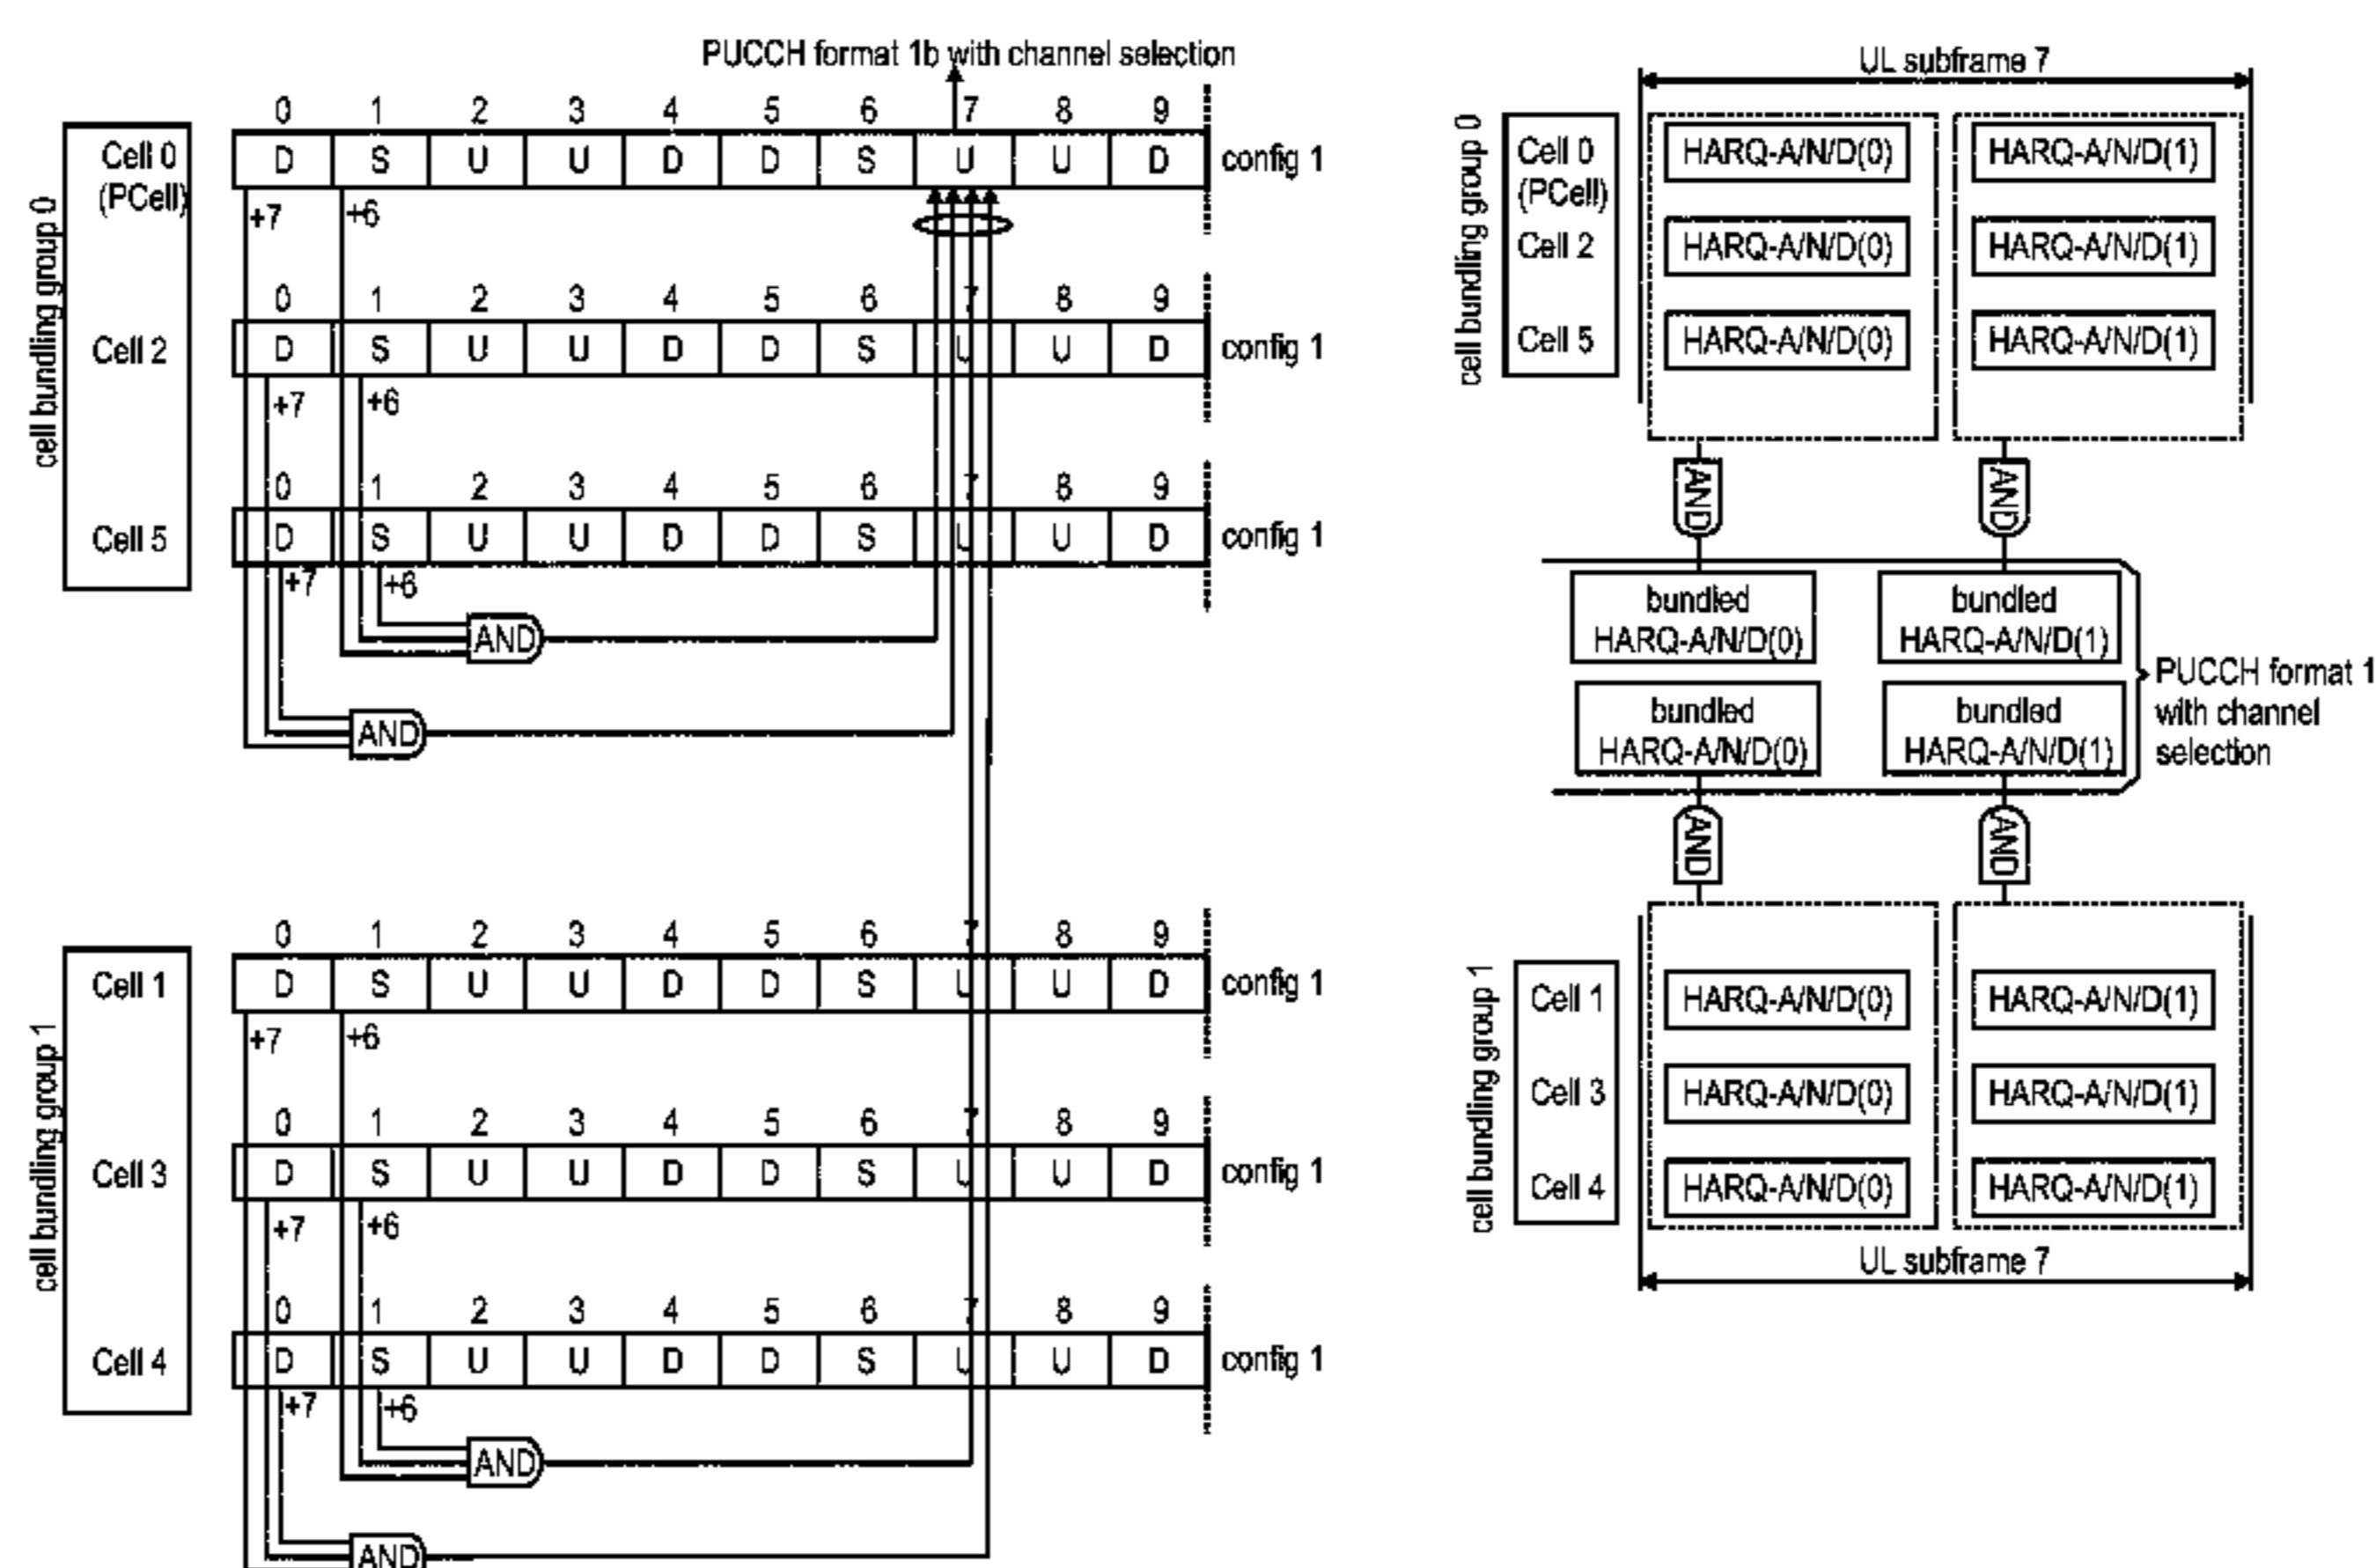 PUCCH format 1b with channel selection
cell bundling group 0
0 1 2 3 4 5 6 7 8 9
Cell 0
(PCell)
D S U U D D S U U D
config 1
+7 +6
0 1 2 3 4 5 6 7 8 9
Cell 2
D S U U D D S U U D
config 1
+7 +6
0 1 2 3 4 5 6 7 8 9
Cell 5
D S U U D D S U U D
config 1
+7 +6
AND
AND
cell bundling group 1
0 1 2 3 4 5 6 7 8 9
Cell 1
D S U U D D S U U D
config 1
+7 +6
0 1 2 3 4 5 6 7 8 9
Cell 3
D S U U D D S U U D
config 1
+7 +6
0 1 2 3 4 5 6 7 8 9
Cell 4
D S U U D D S U U D
config 1
+7 +6
AND
AND
UL subframe 7
cell bundling group 0
Cell 0
(PCell)
HARQ-A/N/D(0) HARQ-A/N/D(1)
Cell 2
HARQ-A/N/D(0) HARQ-A/N/D(1)
Cell 5
HARQ-A/N/D(0) HARQ-A/N/D(1)
AND AND
bundled
HARQ-A/N/D(0)
bundled
HARQ-A/N/D(1)
bundled
HARQ-A/N/D(0)
bundled
HARQ-A/N/D(1)
PUCCH format 1
with channel
selection
AND AND
cell bundling group 1
Cell 1
HARQ-A/N/D(0) HARQ-A/N/D(1)
Cell 3
HARQ-A/N/D(0) HARQ-A/N/D(1)
Cell 4
HARQ-A/N/D(0) HARQ-A/N/D(1)
UL subframe 7